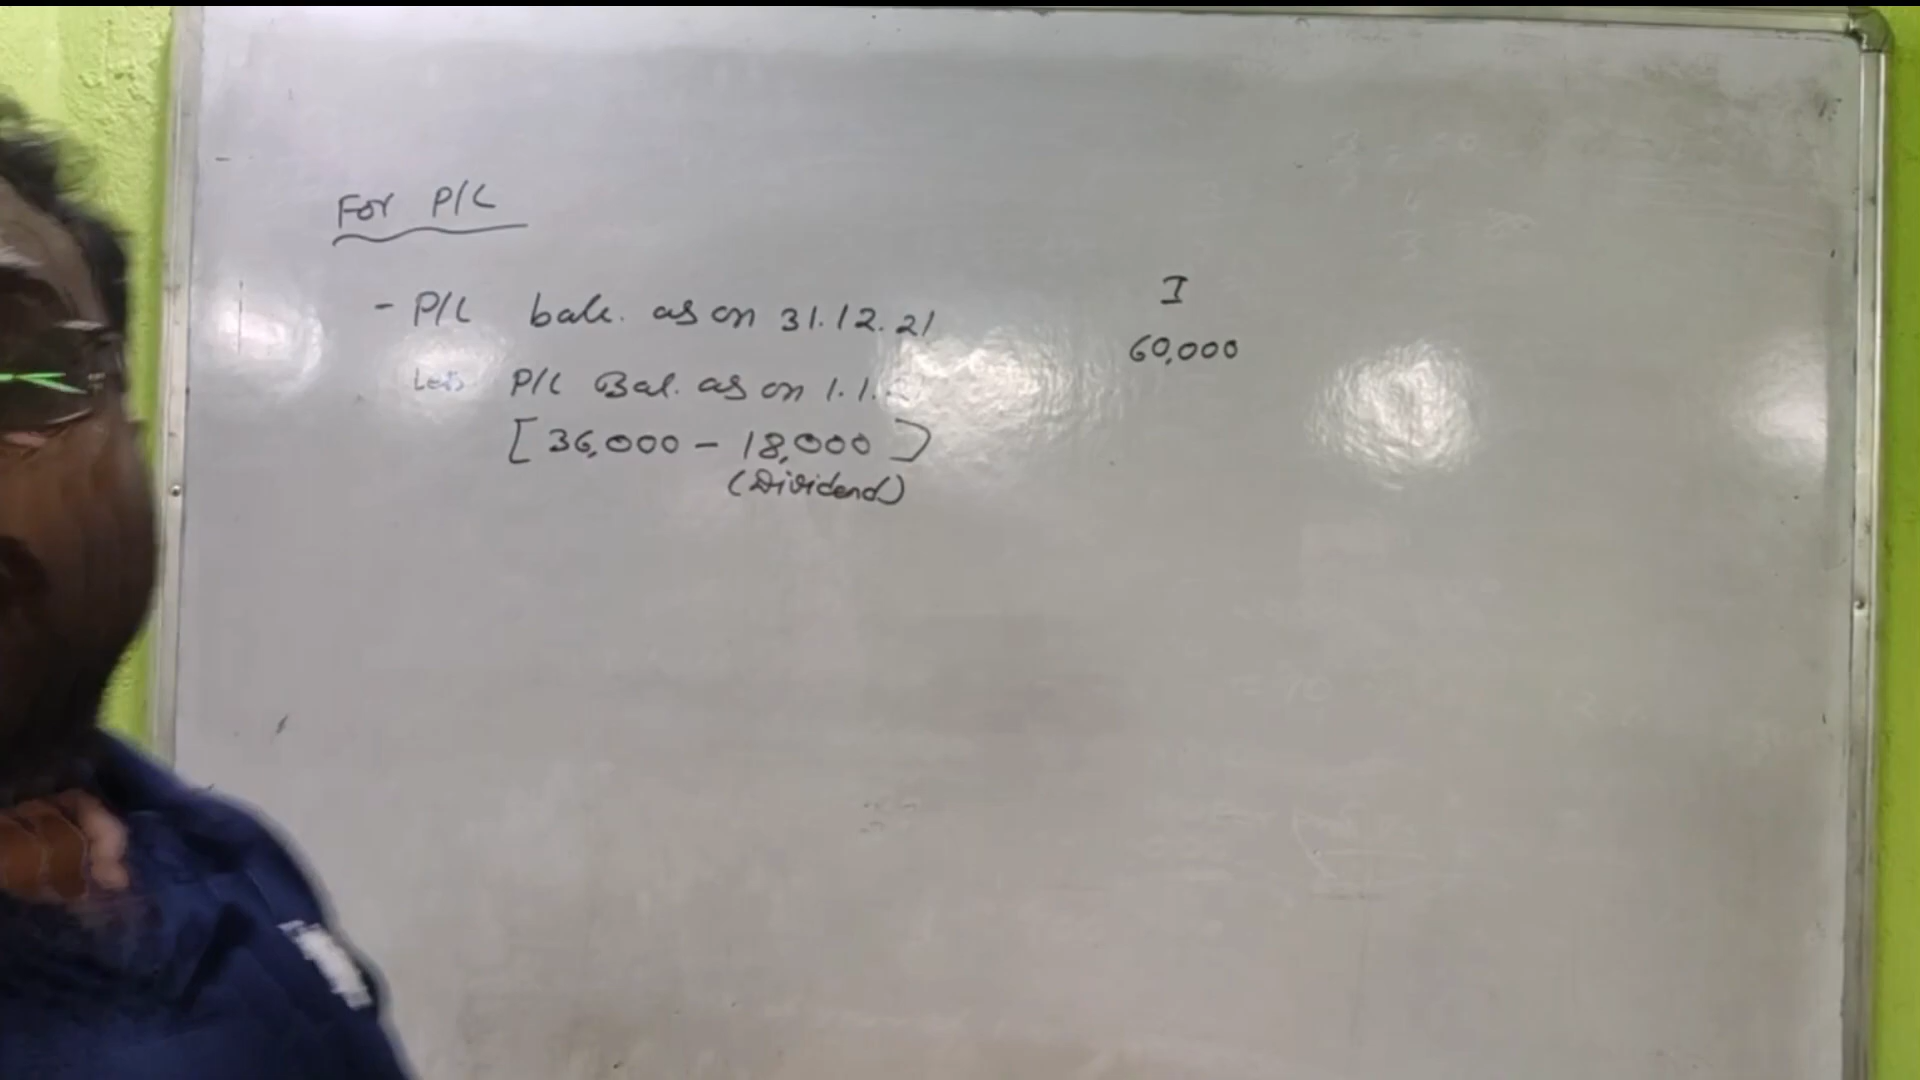 For P/L
I
- P/L bale. as on 31.12.21
60,000
Less P/L Bal. as on 1.1.
[36,000 - 18,000]
(Dividend)